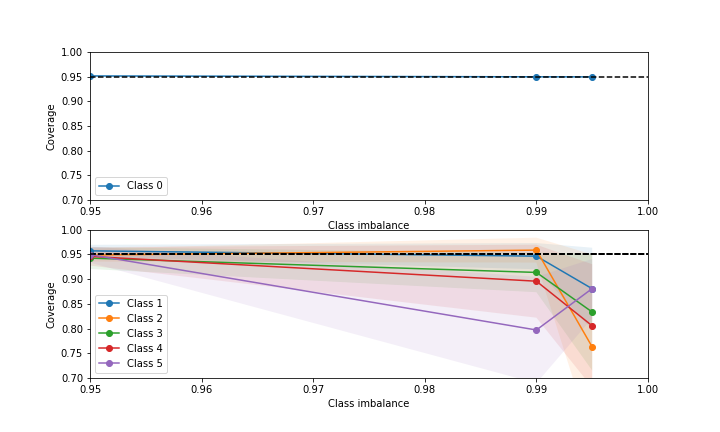 1.00
0.95
0.90
0.85
0.80
0.75
0.70
Coverage
Class 0
0.95 0.96 0.97 0.98 0.99 1.00
Class imbalance
1.00
0.95
0.90
0.85
0.80
0.75
0.70
Coverage
Class 1
Class 2
Class 3
Class 4
Class 5
0.95 0.96 0.97 0.98 0.99 1.00
Class imbalance